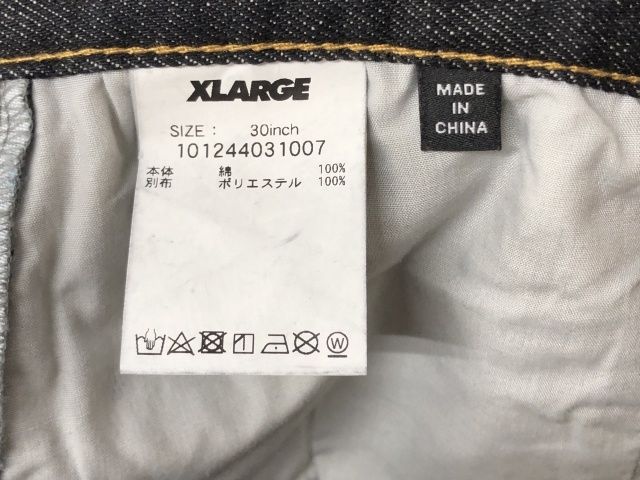 XLARGE
SIZE : 30inch
101244031007
本体 綿 100%
別布 ポリエステル 100%
W
MADE
IN
CHINA